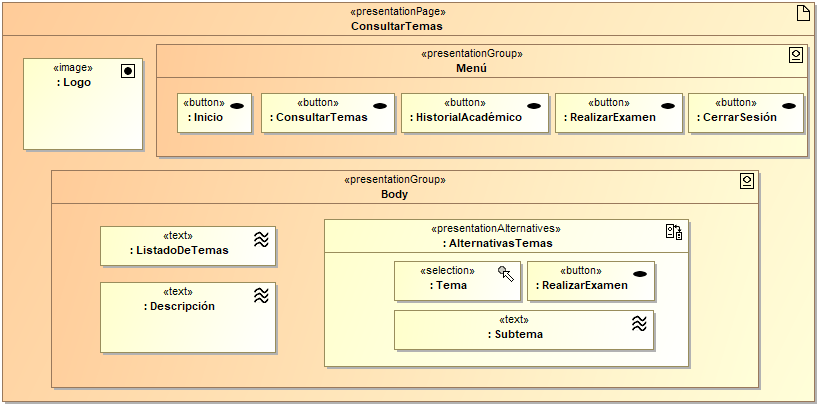 «presentationPage»
ConsultarTemas
«image»
: Logo
«presentationGroup»
Menú
«button»
: Inicio
«button»
: ConsultarTemas
«button»
: HistorialAcadémico
«button»
: RealizarExamen
«button»
: CerrarSesión
«presentationGroup»
Body
«text»
: ListadoDeTemas
«text»
: Descripción
«presentationAlternatives»
: AlternativasTemas
«selection»
: Tema
«button»
: RealizarExamen
«text»
: Subtema